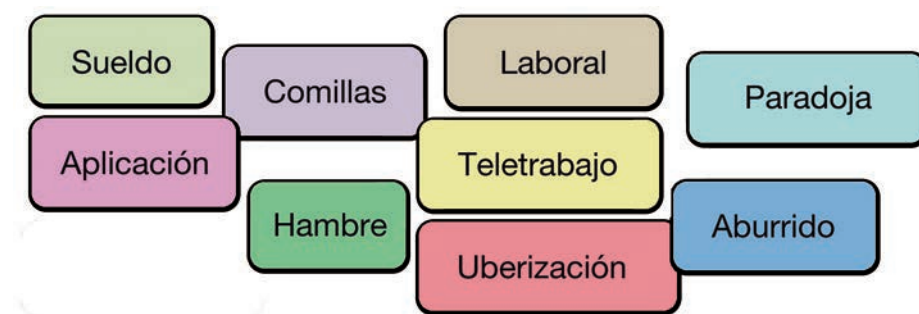 Sueldo
Comillas
Laboral
Paradoja
Aplicación
Teletrabajo
Hambre
Aburrido
Uberización